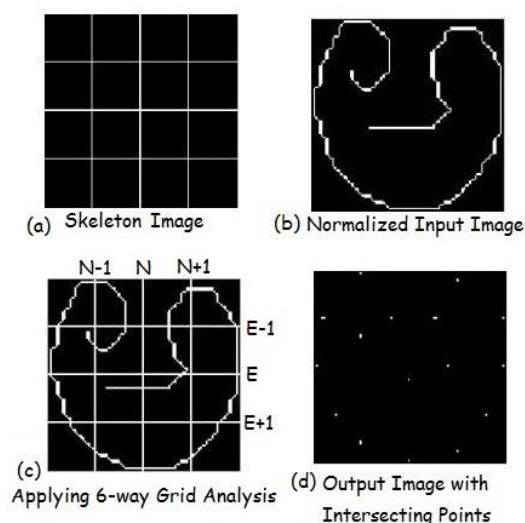 (a) Skeleton Image
(b) Normalized Input Image
N-1 N N+1
E-1
E
E+1
(c)
Applying 6-way Grid Analysis
(d) Output Image with
Intersecting Points